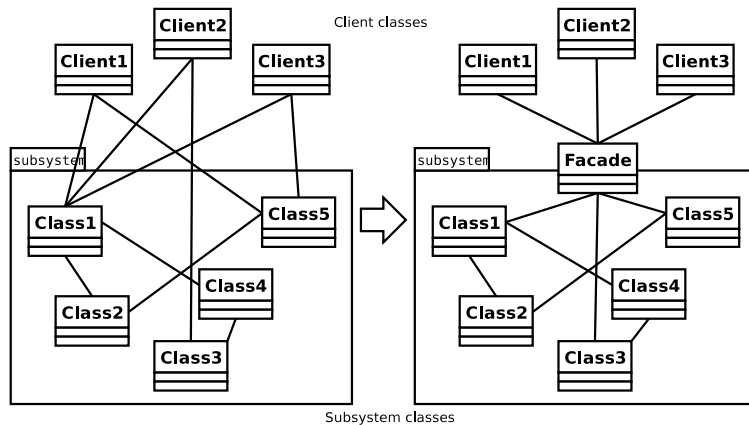 Client classes
Client2
Client1
Client3
subsystem
Class1
Class5
Class4
Class2
Class3
Client2
Client1
Client3
subsystem
Facade
Class1
Class5
Class4
Class2
Class3
Subsystem classes